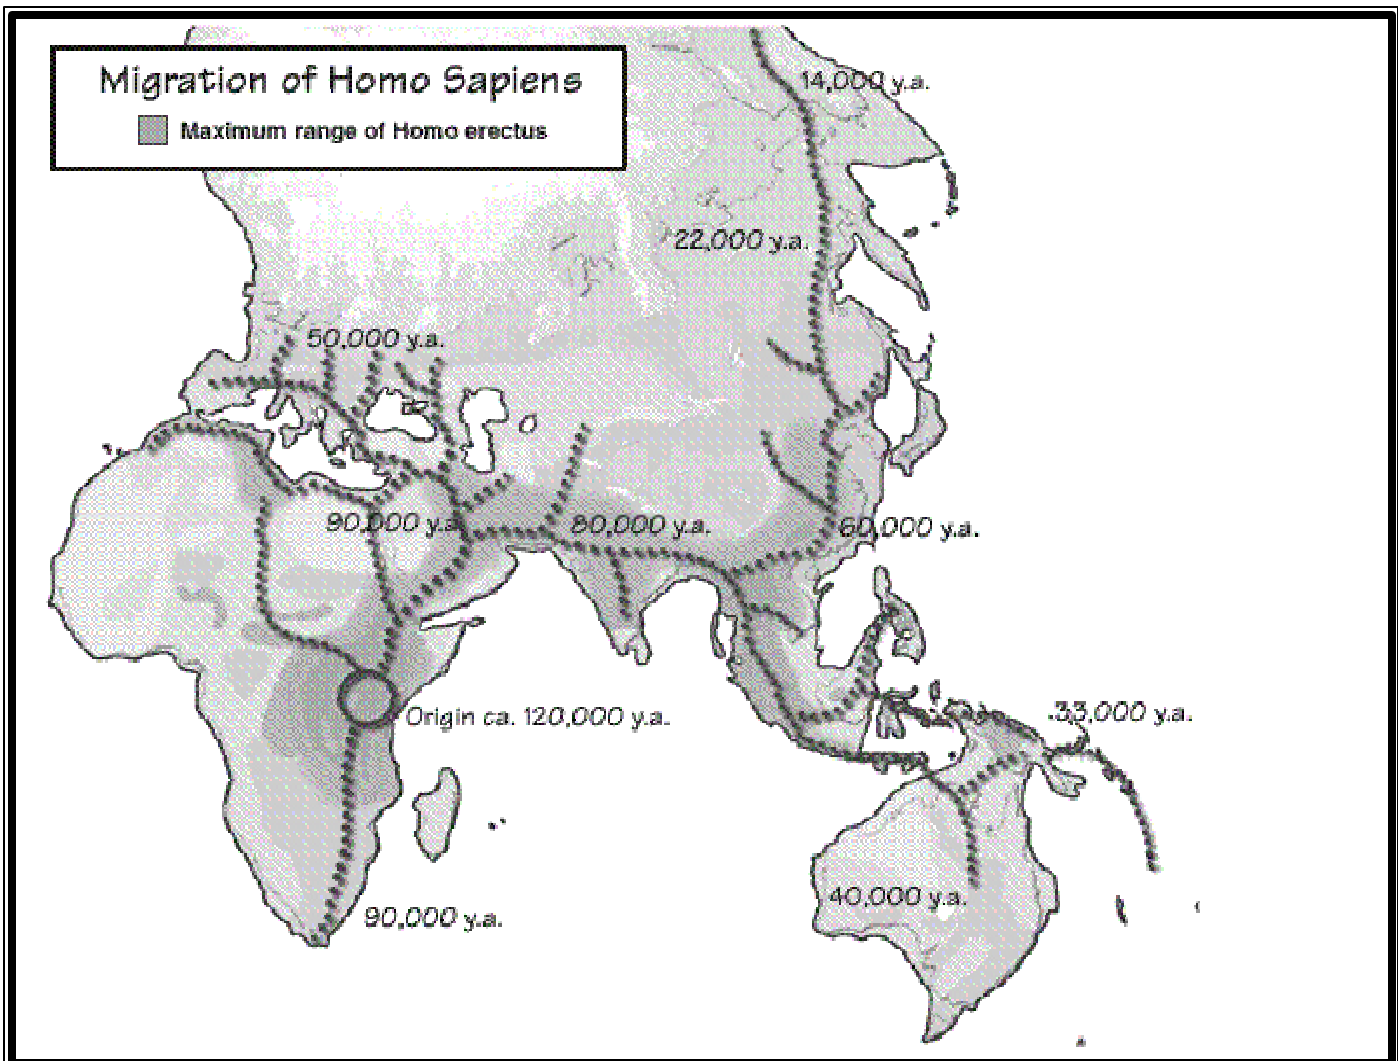 Migration of Homo Sapiens
Maximum range of Homo erectus
14,000 y.a.
22,000 y.a.
50,000 y.a.
90,000 y.a.
80,000 y.a.
60,000 y.a.
Origin ca. 120,000 y.a.
.33,000 y.a.
40,000 y.a.
90,000 y.a.